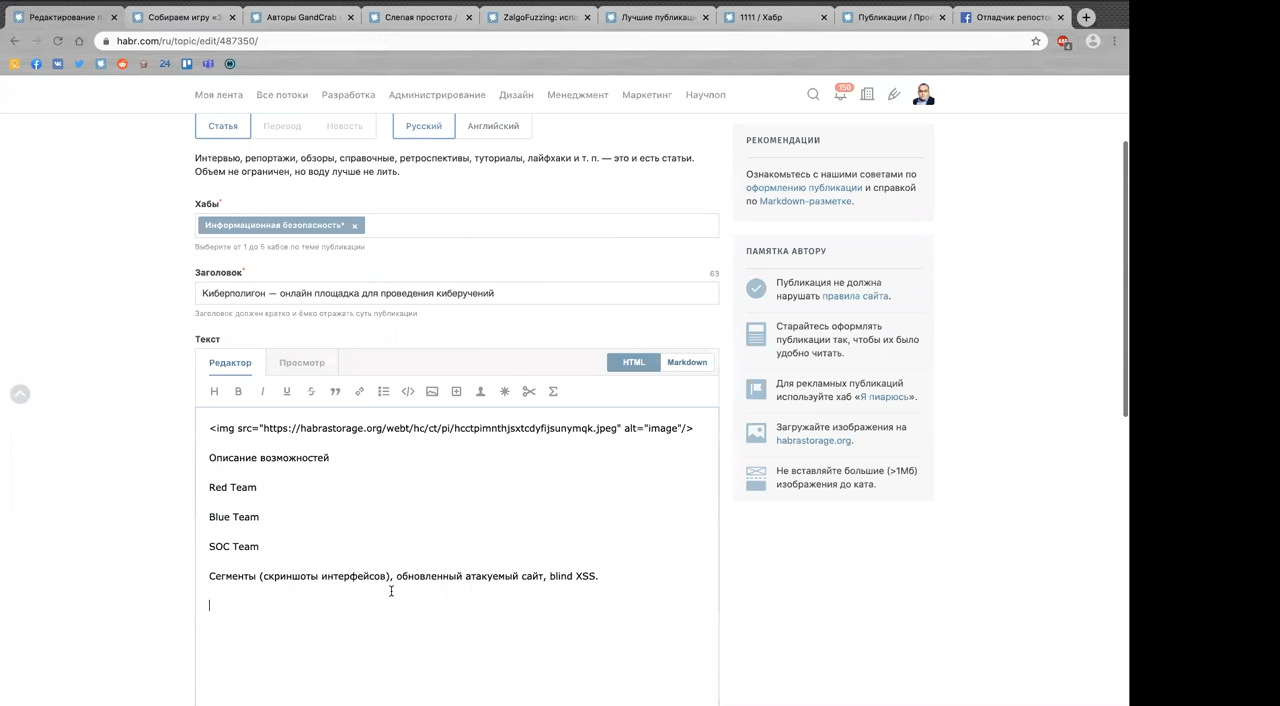 Редактирование п
Собираем игру «З
Авторы GandCrab
Слепая простота /
ZalgoFuzzing: испо
Лучшие публикаци
1111 / Хабр
Публикации / Прое
Отладчик репосто
habr.com/ru/topic/edit/487350/
4
24
Моя лента Все потоки Разработка Администрирование Дизайн Менеджмент Маркетинг Научпоп
150
Статья Перевод Новость Русский Английский
Интервью, репортажи, обзоры, справочные, ретроспективы, туториалы, лайфхаки и т. п. — это и есть статьи.
Объем не ограничен, но воду лучше не лить.
Хабы*
Информационная безопасность* ×
Выберите от 1 до 5 хабов по теме публикации
Заголовок* 63
Киберполигон — онлайн площадка для проведения киберучений
Заголовок должен кратко и ёмко отражать суть публикации
Текст
Редактор Просмотр HTML Markdown
H B I U S
<img src="https://habrastorage.org/webt/hc/ct/pi/hcctpimnthjsxtcdyfijsunymqk.jpeg" alt="image"/>
Описание возможностей
Red Team
Blue Team
SOC Team
Сегменты (скриншоты интерфейсов), обновленный атакуемый сайт, blind XSS.
РЕКОМЕНДАЦИИ
Ознакомьтесь с нашими советами по
оформлению публикации и справкой
по Markdown-разметке.
ПАМЯТКА АВТОРУ
Публикация не должна
нарушать правила сайта.
Старайтесь оформлять
публикации так, чтобы их было
удобно читать.
Для рекламных публикаций
используйте хаб «Я пиарюсь».
Загружайте изображения на
habrastorage.org.
Не вставляйте большие (>1Мб)
изображения до ката.